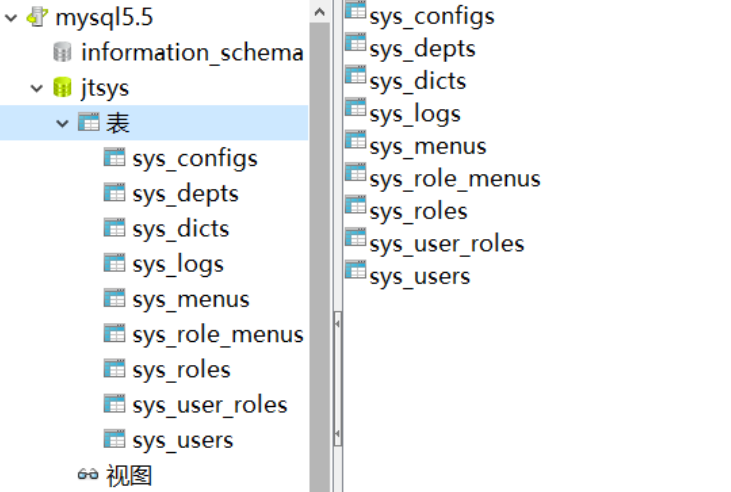 mysql5.5
information_schema
jtsys
表
sys_configs
sys_depts
sys_dicts
sys_logs
sys_menus
sys_role_menus
sys_roles
sys_user_roles
sys_users
视图
sys_configs
sys_depts
sys_dicts
sys_logs
sys_menus
sys_role_menus
sys_roles
sys_user_roles
sys_users